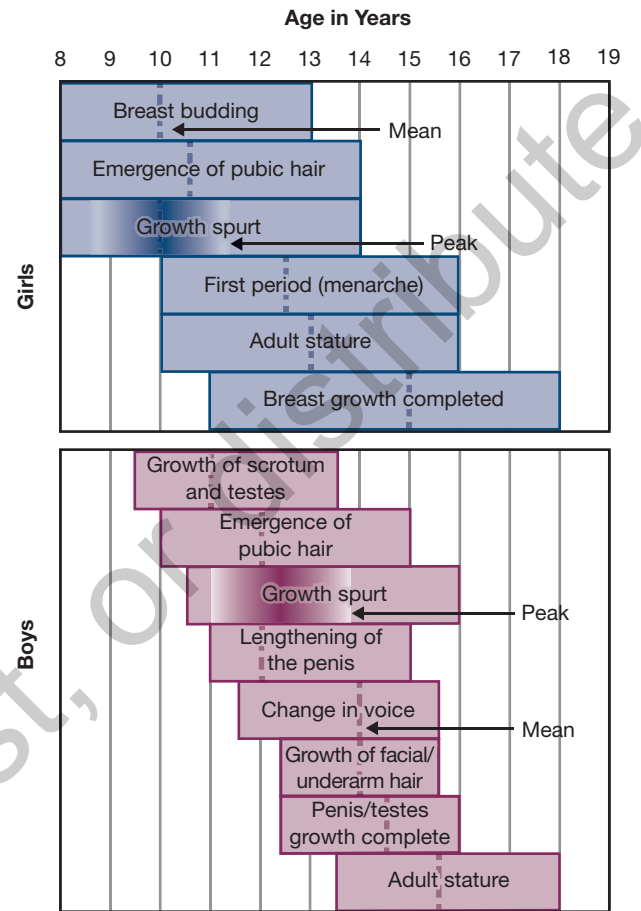 Age in Years
8 9 10 11 12 13 14 15 16 17 18 19
Girls
Breast budding
Mean
Emergence of pubic hair
Growth spurt
Peak
First period (menarche)
Adult stature
Breast growth completed
Boys
Growth of scrotum
and testes
Emergence of
pubic hair
Growth spurt
Peak
Lengthening of
the penis
Change in voice
Mean
Growth of facial/
underarm hair
Penis/testes
growth complete
Adult stature
st, or distribute